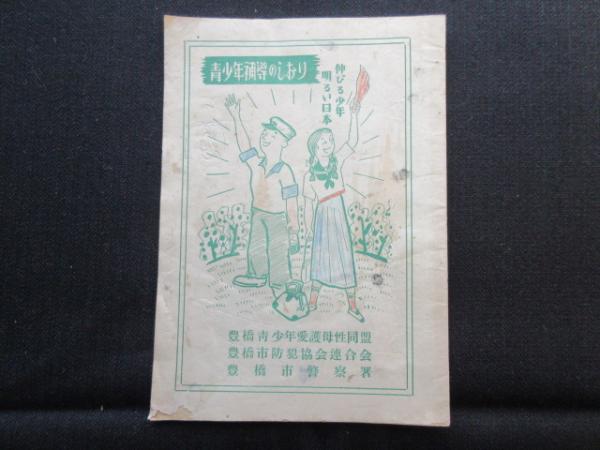 青少年補導のしおり
伸びる少年
明るい日本
豊橋青少年愛護母性同盟
豊橋市防犯協会連合会
豊橋市警察署